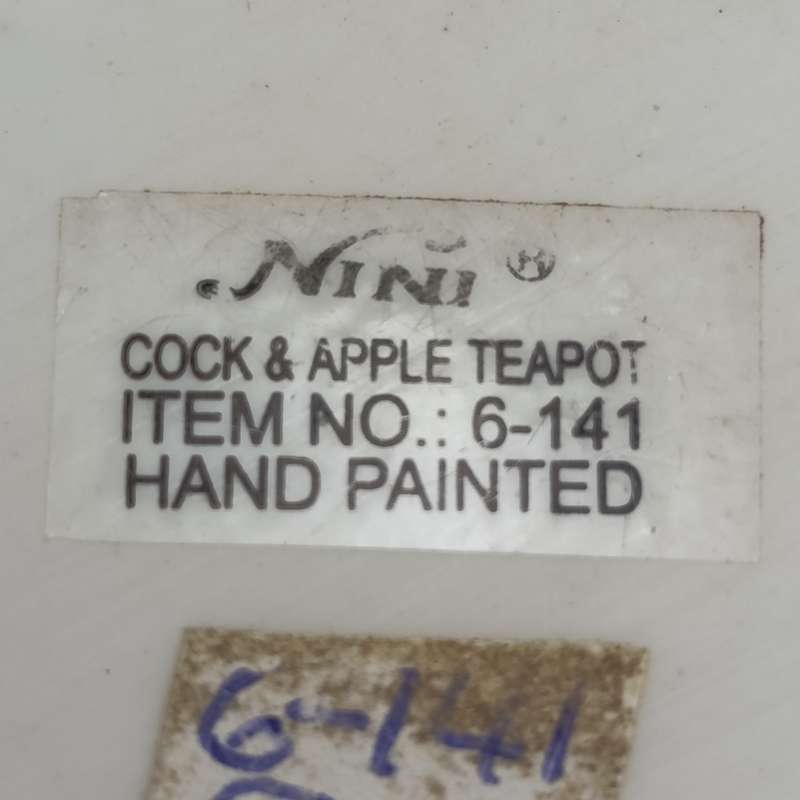 NINI ®
COCK & APPLE TEAPOT
ITEM NO.: 6-141
HAND PAINTED
6-141